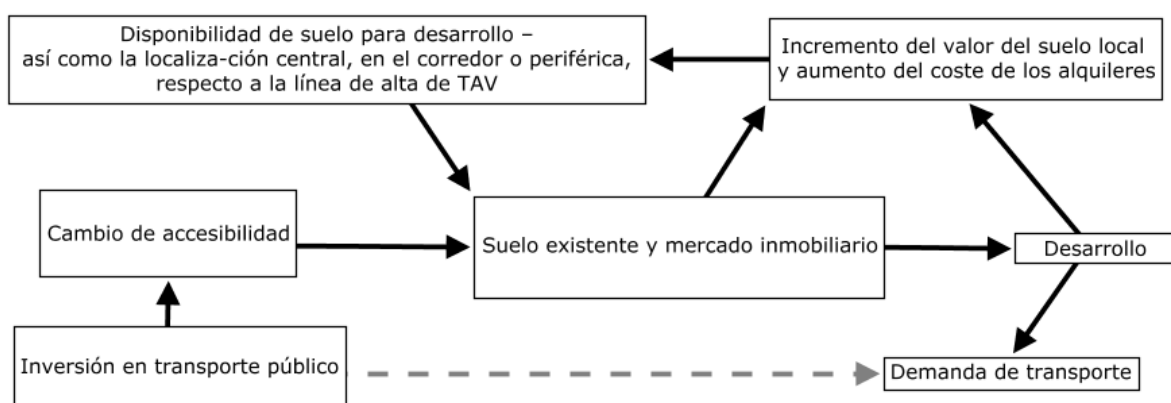 Disponibilidad de suelo para desarrollo –
así como la localiza-ción central, en el corredor o periférica,
respecto a la línea de alta de TAV
Incremento del valor del suelo local
y aumento del coste de los alquileres
Cambio de accesibilidad
Suelo existente y mercado inmobiliario
Desarrollo
Inversión en transporte público
Demanda de transporte